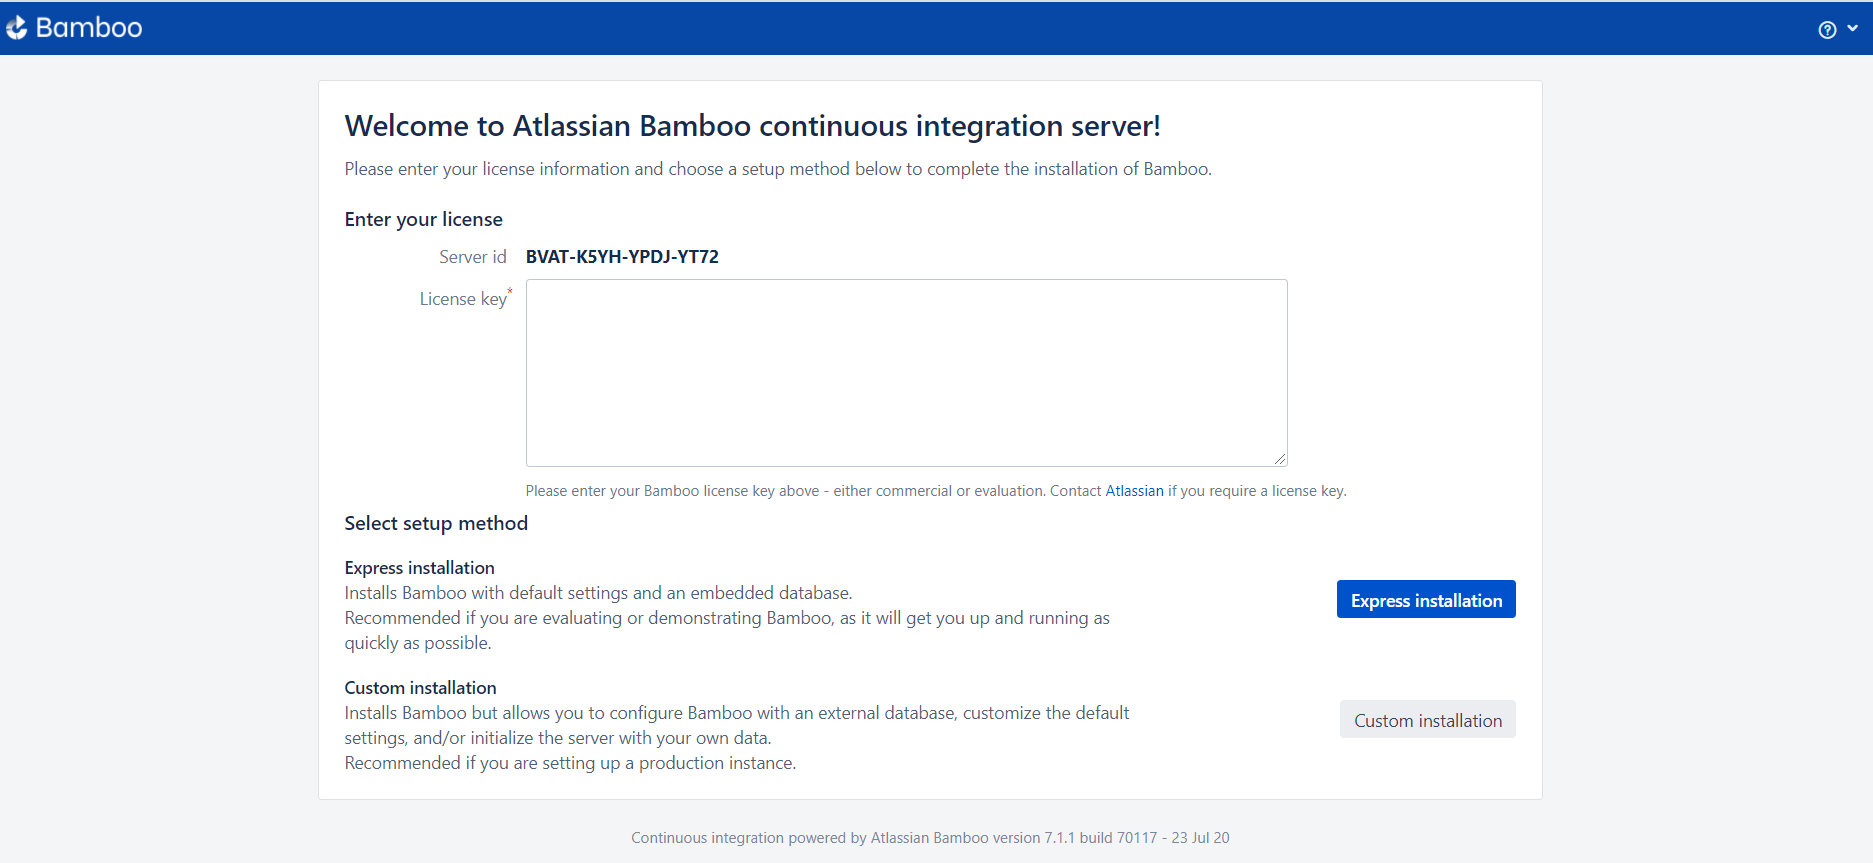 Bamboo
Welcome to Atlassian Bamboo continuous integration server!
Please enter your license information and choose a setup method below to complete the installation of Bamboo.
Enter your license
Server id BVAT-K5YH-YPDJ-YT72
License key*
Please enter your Bamboo license key above - either commercial or evaluation. Contact Atlassian if you require a license key.
Select setup method
Express installation
Installs Bamboo with default settings and an embedded database.
Recommended if you are evaluating or demonstrating Bamboo, as it will get you up and running as
quickly as possible.
Express installation
Custom installation
Installs Bamboo but allows you to configure Bamboo with an external database, customize the default
settings, and/or initialize the server with your own data.
Recommended if you are setting up a production instance.
Custom installation
Continuous integration powered by Atlassian Bamboo version 7.1.1 build 70117 - 23 Jul 20